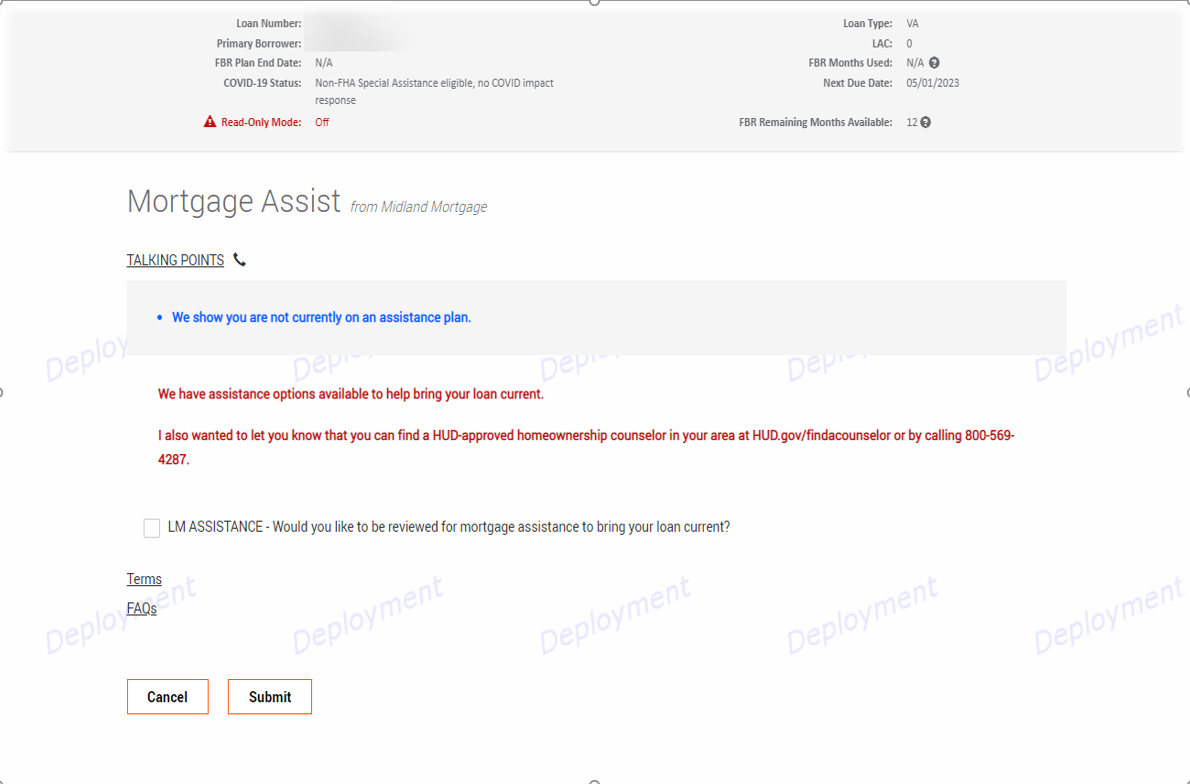 Loan Number:
Loan Type: VA
Primary Borrower:
LAC: 0
FBR Plan End Date: N/A
FBR Months Used: N/A
COVID-19 Status: Non-FHA Special Assistance eligible, no COVID impact
response
Next Due Date: 05/01/2023
Read-Only Mode: Off
FBR Remaining Months Available: 12
Mortgage Assist from Midland Mortgage
TALKING POINTS
• We show you are not currently on an assistance plan.
Deploy Deploy Deploy Deploy Deployment
We have assistance options available to help bring your loan current.
I also wanted to let you know that you can find a HUD-approved homeownership counselor in your area at HUD.gov/findacounselor or by calling 800-569-
4287.
LM ASSISTANCE - Would you like to be reviewed for mortgage assistance to bring your loan current?
Terms
FAQs
Deployment Deployment Deployment Deployment Deployment
Cancel Submit